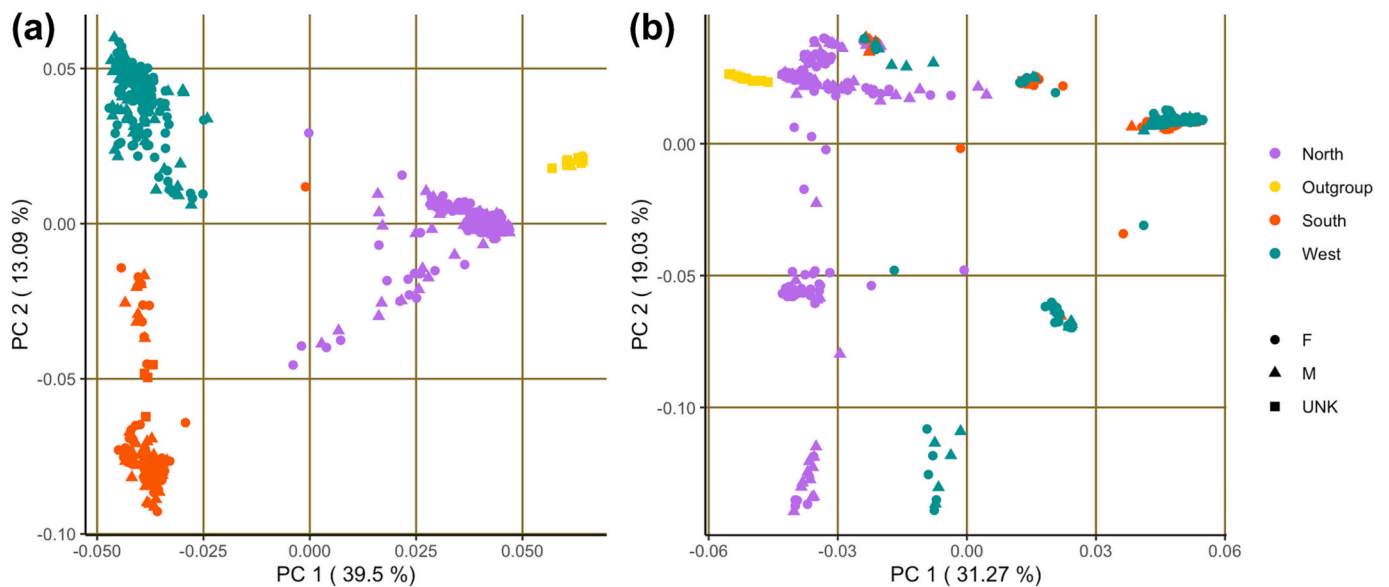 (a)
0.05
0.00
-0.05
-0.10
PC 2 ( 13.09 %)
-0.050
-0.025
0.000
0.025
0.050
PC 1 ( 39.5 %)
(b)
0.00
-0.05
-0.10
PC 2 ( 19.03 %)
-0.06
-0.03
0.00
0.03
0.06
PC 1 ( 31.27 %)
North
Outgroup
South
West
F
M
UNK